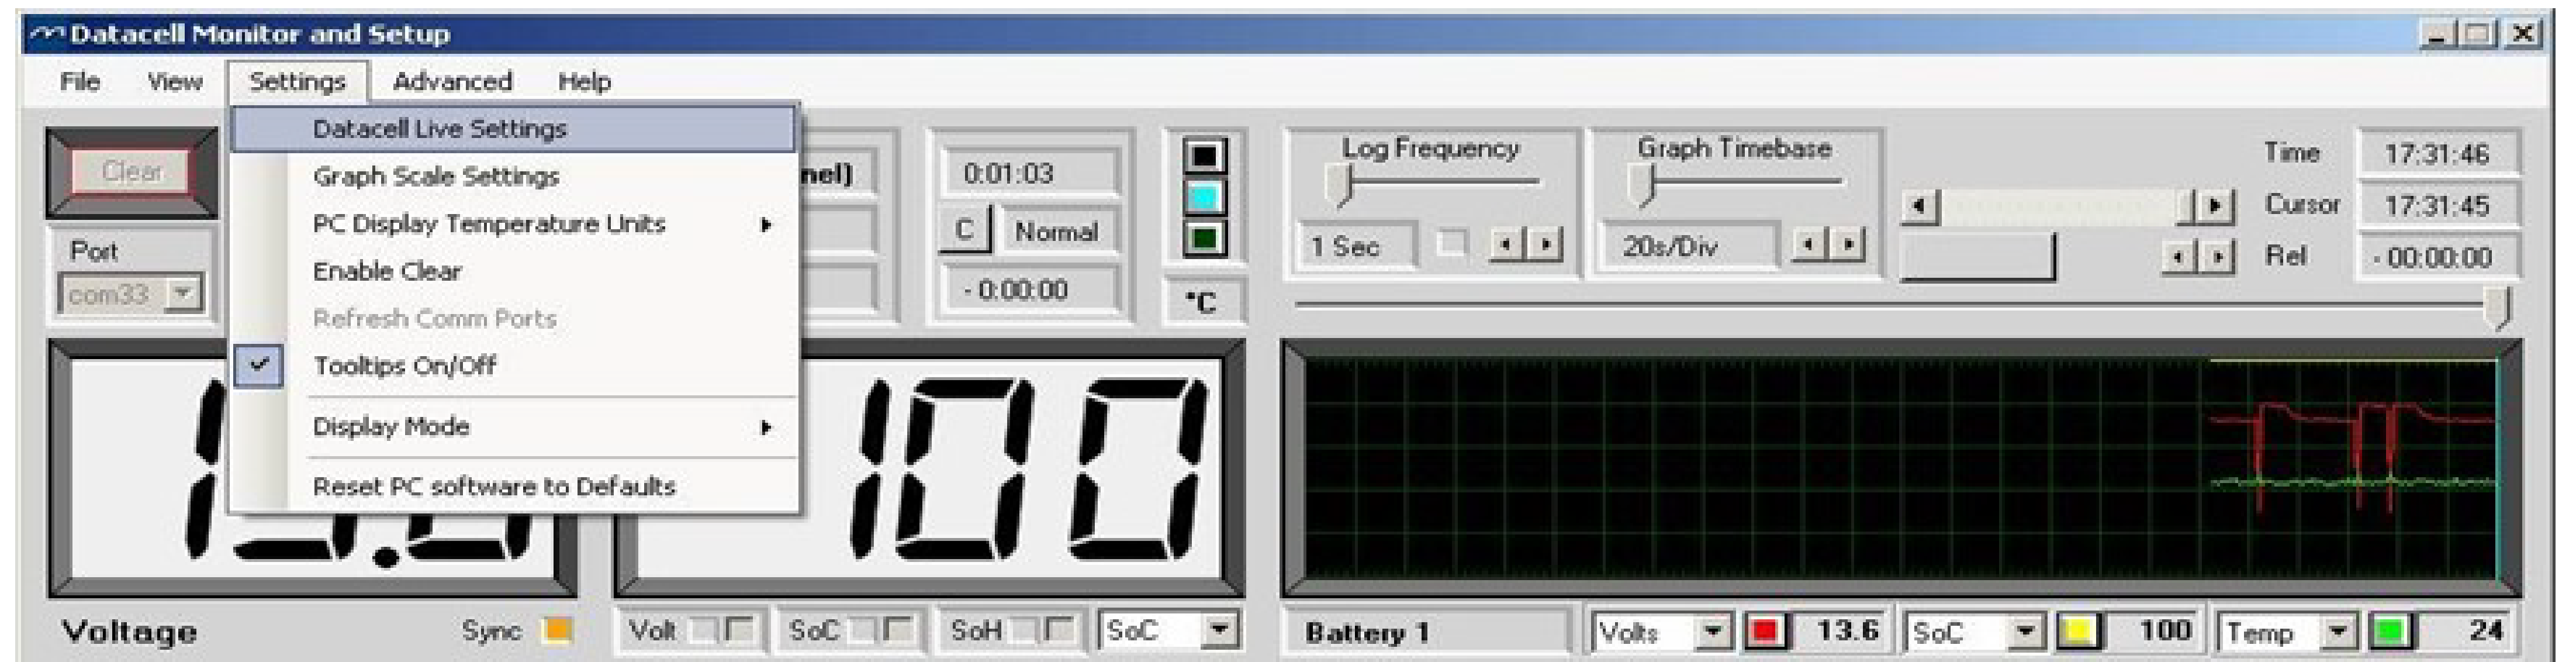 Datacell Monitor and Setup
File View Settings Advanced Help
Datacell Live Settings
Graph Scale Settings
PC Display Temperature Units
Enable Clear
Refresh Comm Ports
Tooltips On/Off
Display Mode
Reset PC software to Defaults
Clear
Port
com33
nel)
0:01:03
C Normal
- 0:00:00
°C
Log Frequency
1 Sec
Graph Timebase
20s/Div
Time 17:31:46
Cursor 17:31:45
Rel - 00:00:00
100
Voltage Sync
Volt SoC SoH SoC
Battery 1 Volts 13.6 SoC 100 Temp 24